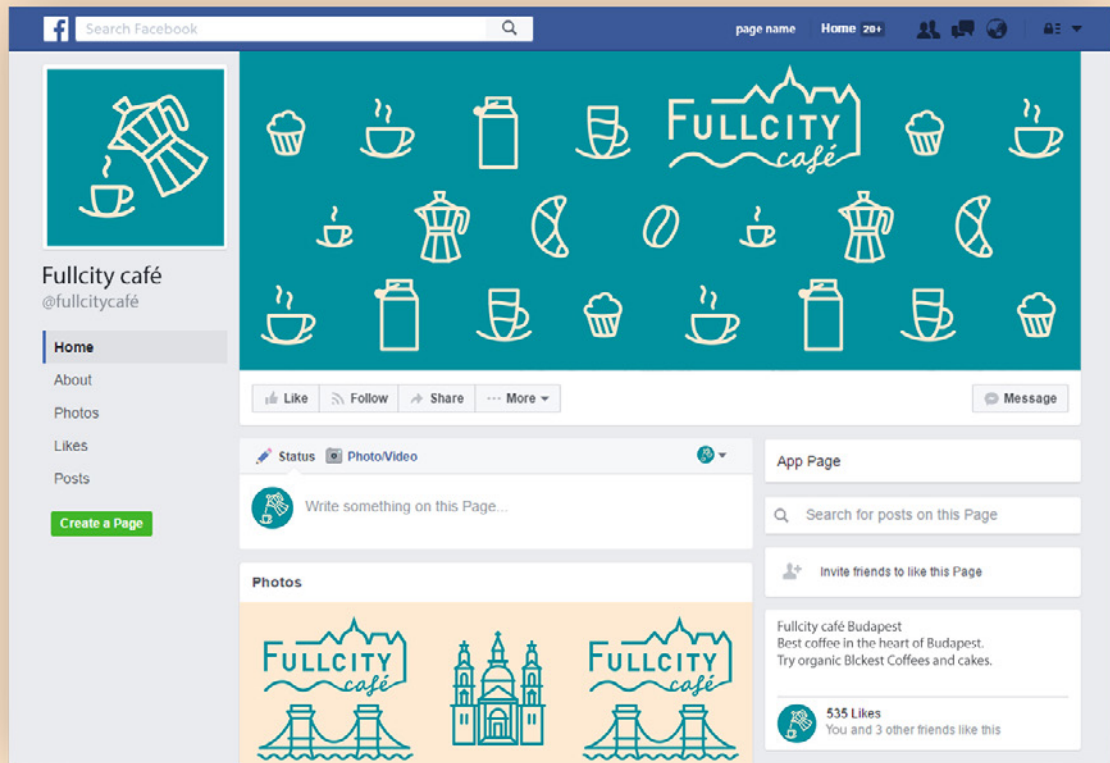 Search Facebook
page name Home 20+
FULLCITY
café
Fullcity café
@fullcitycafé
Home
About
Photos
Likes
Posts
Create a Page
Like Follow Share More Message
Status Photo/Video
Write something on this Page...
Photos
FULLCITY
café
FULLCITY
café
App Page
Search for posts on this Page
Invite friends to like this Page
Fullcity café Budapest
Best coffee in the heart of Budapest.
Try organic Blckest Coffees and cakes.
535 Likes
You and 3 other friends like this